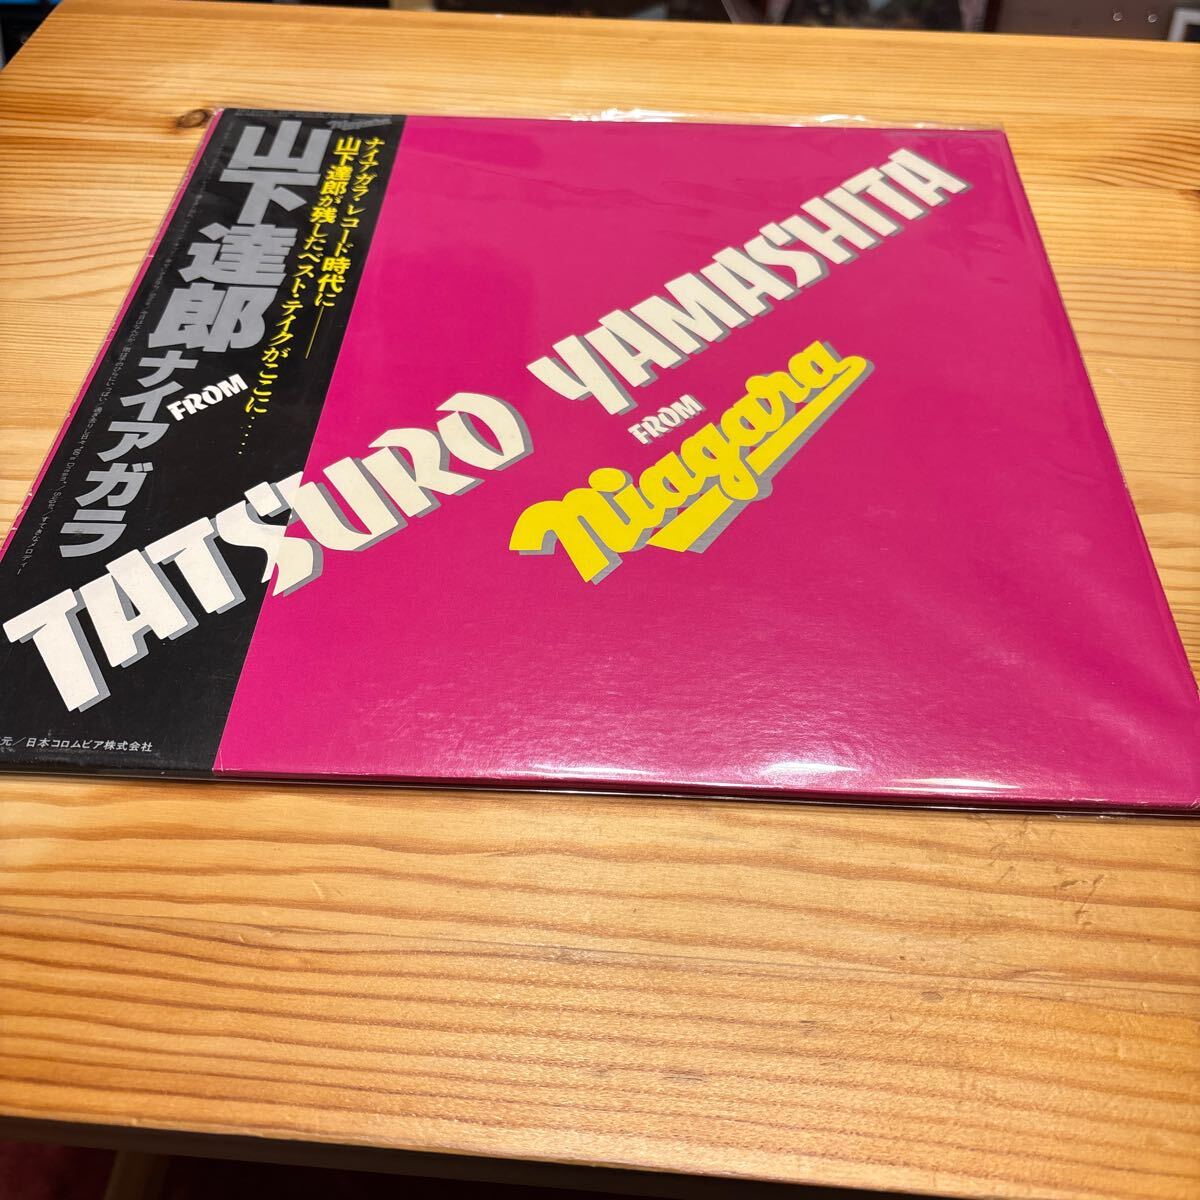 ナイアガラ・レコード時代に――
山下達郎が残したベスト・テイクがここに……
山下達郎
FROM
ナイアガラ
TATSURO YAMASHITA
FROM
Niagara
元/日本コロムビア株式会社